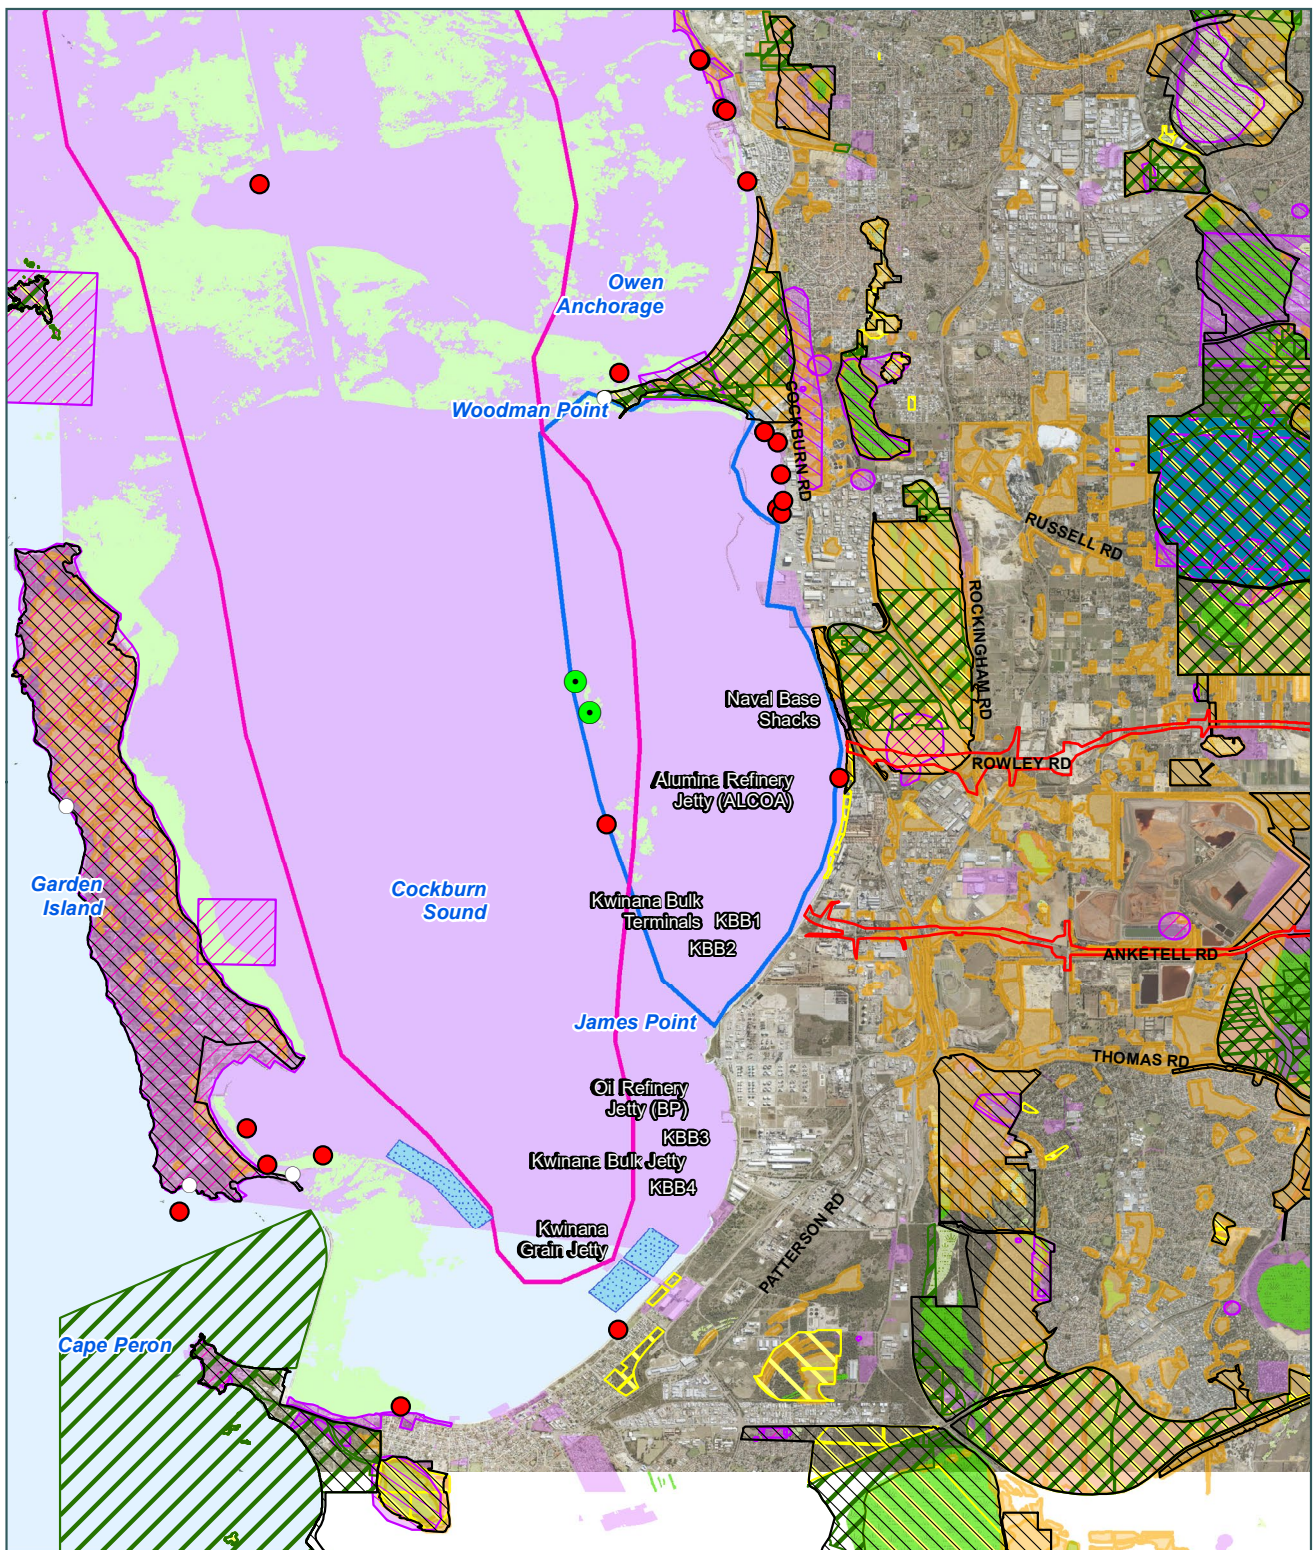 Owen
Anchorage
Woodman Point
COCKBURN RD
RUSSELL RD
ROCKINGHAM RD
Naval Base
Shacks
ROWLEY RD
Alumina Refinery
Jetty (ALCOA)
Garden
Island
Cockburn
Sound
Kwinana Bulk
Terminals
KBB1
KBB2
ANKETELL RD
James Point
THOMAS RD
Oil Refinery
Jetty (BP)
KBB3
Kwinana Bulk Jetty
KBB4
Kwinana
Grain Jetty
PATTERSON RD
Cape Peron